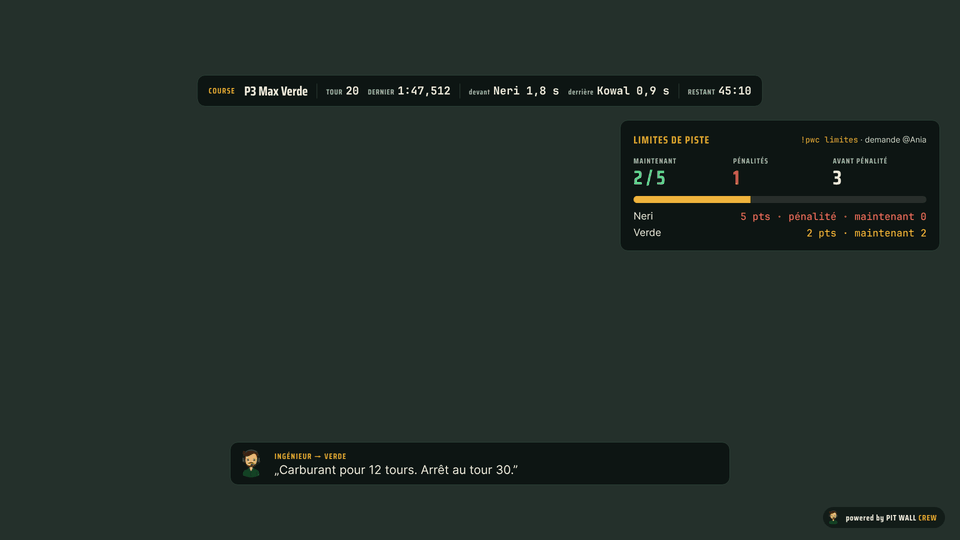 COURSE P3 Max Verde TOUR 20 DERNIER 1:47,512 devant Neri 1,8 s derrière Kowal 0,9 s RESTANT 45:10
LIMITES DE PISTE !pwc limites · demande @Ania
MAINTENANT PÉNALITÉS AVANT PÉNALITÉ
2 / 5 1 3
Neri 5 pts · pénalité · maintenant 0
Verde 2 pts · maintenant 2
INGÉNIEUR → VERDE
„Carburant pour 12 tours. Arrêt au tour 30.”
powered by PIT WALL CREW